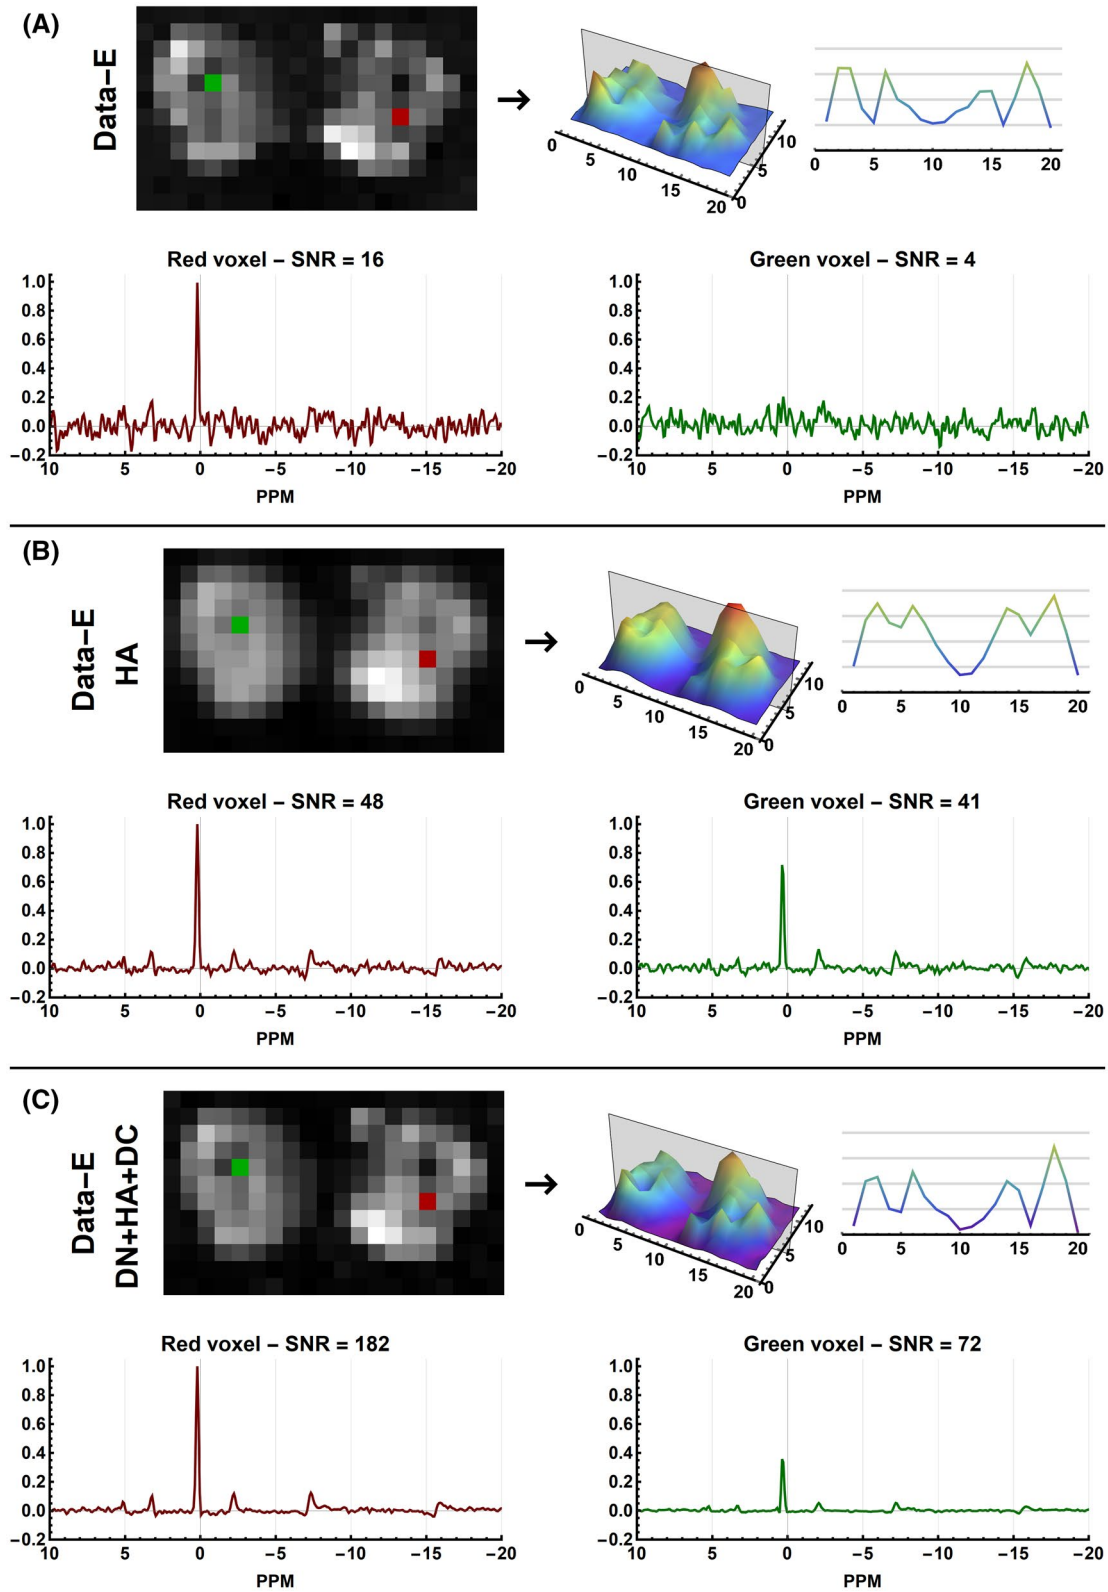 (A)
Data–E
0
5
10
15
20
0
5
10
0 5 10 15 20
Red voxel – SNR = 16
1.0
0.8
0.6
0.4
0.2
0.0
−0.2
10 5 0 −5 −10 −15 −20
PPM
Green voxel – SNR = 4
1.0
0.8
0.6
0.4
0.2
0.0
−0.2
10 5 0 −5 −10 −15 −20
PPM
(B)
Data–E
HA
0
5
10
15
20
0
5
10
0 5 10 15 20
Red voxel – SNR = 48
1.0
0.8
0.6
0.4
0.2
0.0
−0.2
10 5 0 −5 −10 −15 −20
PPM
Green voxel – SNR = 41
1.0
0.8
0.6
0.4
0.2
0.0
−0.2
10 5 0 −5 −10 −15 −20
PPM
(C)
Data–E
DN+HA+DC
0
5
10
15
20
0
5
10
0 5 10 15 20
Red voxel – SNR = 182
1.0
0.8
0.6
0.4
0.2
0.0
−0.2
10 5 0 −5 −10 −15 −20
PPM
Green voxel – SNR = 72
1.0
0.8
0.6
0.4
0.2
0.0
−0.2
10 5 0 −5 −10 −15 −20
PPM